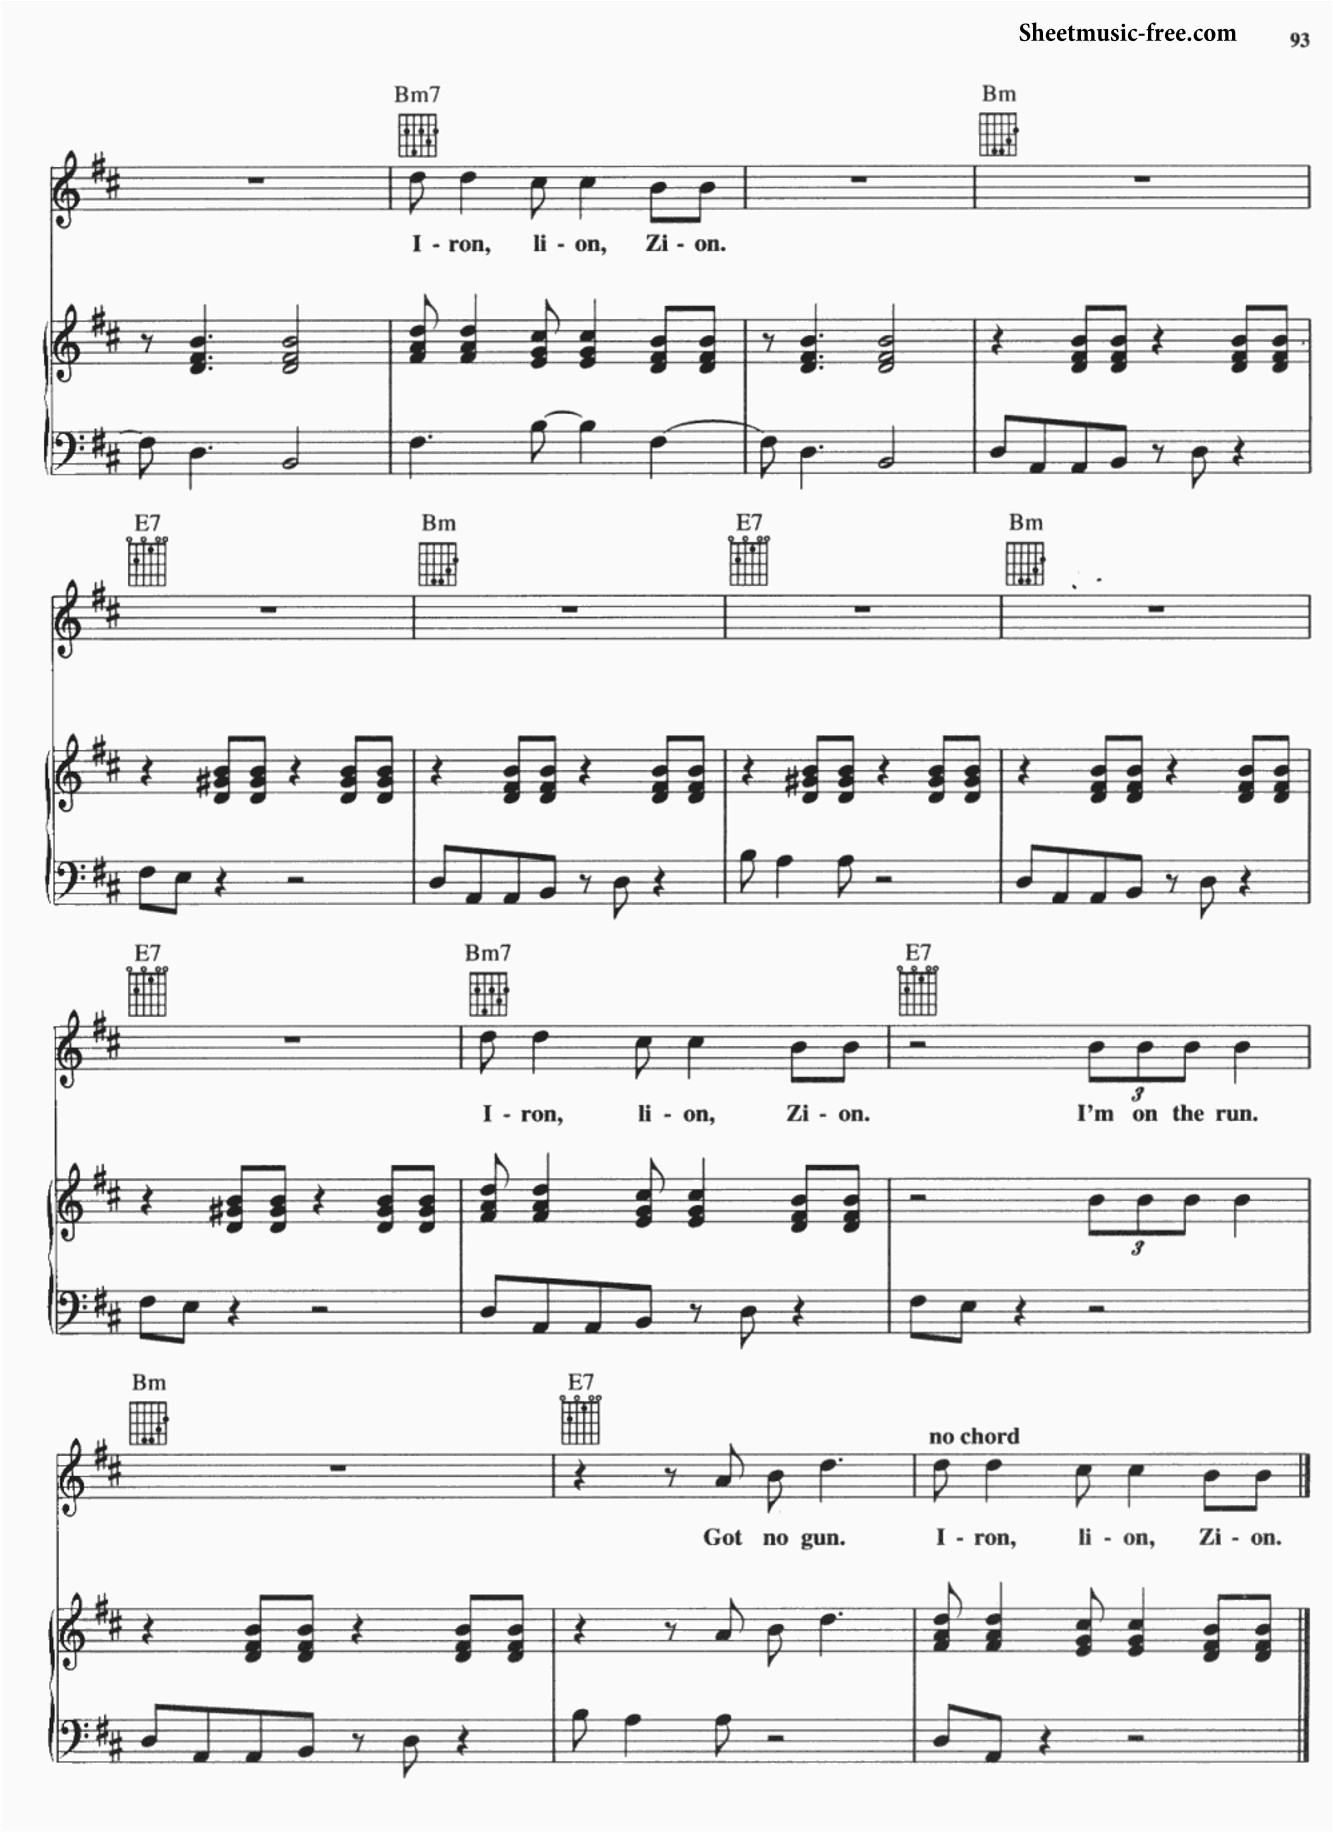 Sheetmusic-free.com
93
Bm7 Bm
I - ron, li - on, Zi - on.
E7 Bm E7 Bm
E7 Bm7 E7
3
I - ron, li - on, Zi - on. I'm on the run.
3
Bm E7
no chord
Got no gun. I - ron, li - on, Zi - on.